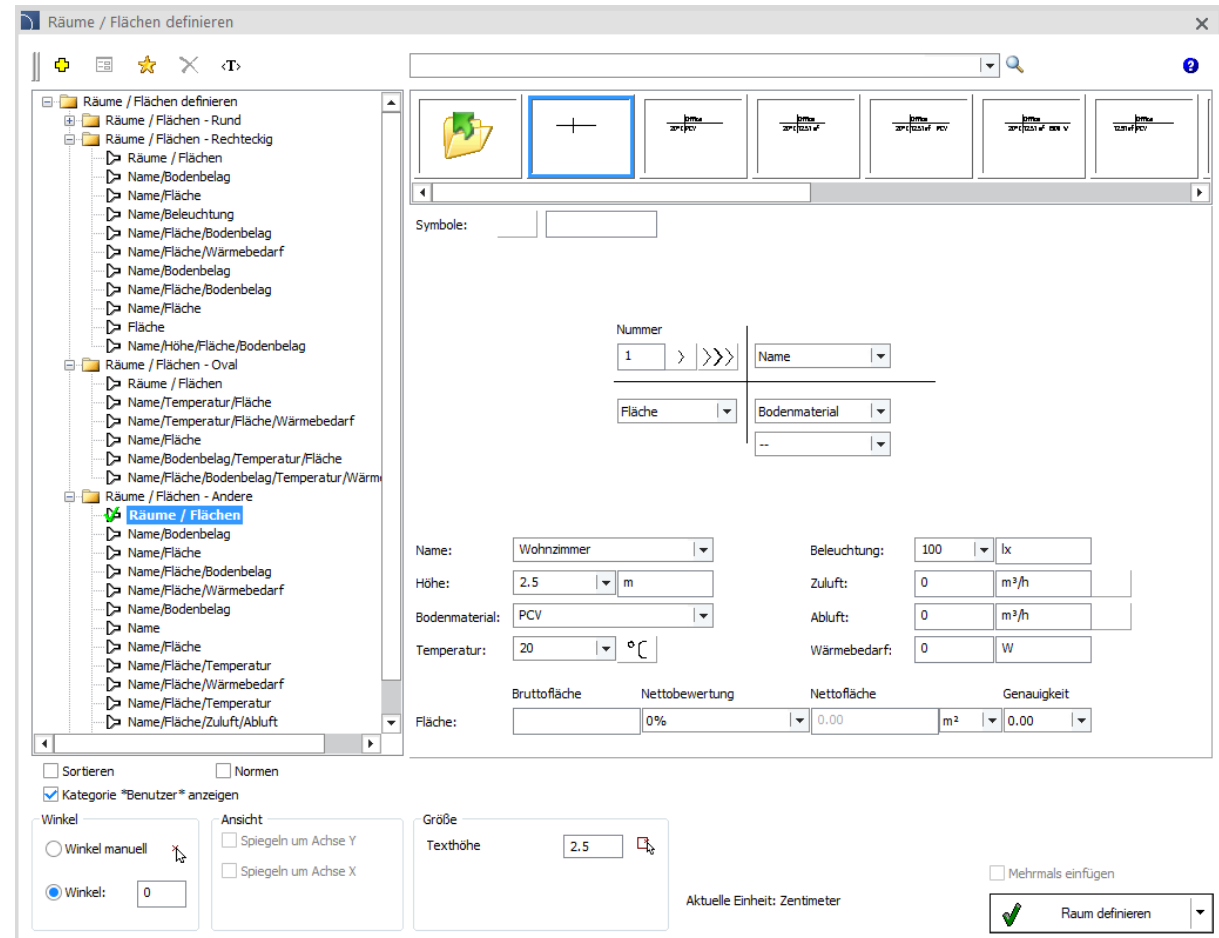 Räume / Flächen definieren
<T>
?
Räume / Flächen definieren
Räume / Flächen - Rund
Räume / Flächen - Rechteckig
Räume / Flächen
Name/Bodenbelag
Name/Fläche
Name/Beleuchtung
Name/Fläche/Bodenbelag
Name/Fläche/Wärmebedarf
Name/Bodenbelag
Name/Fläche/Bodenbelag
Name/Fläche
Fläche
Name/Höhe/Fläche/Bodenbelag
Räume / Flächen - Oval
Räume / Flächen
Name/Temperatur/Fläche
Name/Temperatur/Fläche/Wärmebedarf
Name/Fläche
Name/Bodenbelag/Temperatur/Fläche
Name/Fläche/Bodenbelag/Temperatur/Wärm
Räume / Flächen - Andere
Räume / Flächen
Name/Bodenbelag
Name/Fläche
Name/Fläche/Bodenbelag
Name/Fläche/Wärmebedarf
Name/Bodenbelag
Name
Name/Fläche
Name/Fläche/Temperatur
Name/Fläche/Wärmebedarf
Name/Fläche/Temperatur
Name/Fläche/Zuluft/Abluft
Office Office Office Office Office
Symbole:
Nummer
1 > >>> Name
Fläche Bodenmaterial
--
Name: Wohnzimmer Beleuchtung: 100 lx
Höhe: 2.5 m Zuluft: 0 m³/h
Bodenmaterial: PCV Abluft: 0 m³/h
Temperatur: 20 °C Wärmebedarf: 0 W
Bruttofläche Nettobewertung Nettofläche Genauigkeit
Fläche: 0% 0.00 m² 0.00
Sortieren Normen
Kategorie "Benutzer" anzeigen
Winkel Ansicht Größe
Winkel manuell Spiegeln um Achse Y Texthöhe 2.5
Spiegeln um Achse X
Winkel: 0
Aktuelle Einheit: Zentimeter
Mehrmals einfügen
Raum definieren